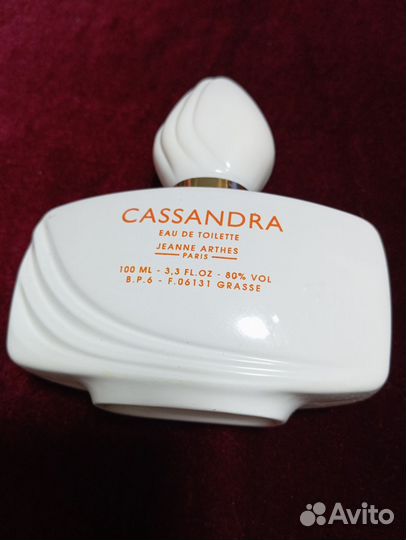 CASSANDRA
EAU DE TOILETTE
JEANNE ARTHES
PARIS
100 ML - 3,3 FL.OZ - 80% VOL
B.P.6 - F.06131 GRASSE
Avito